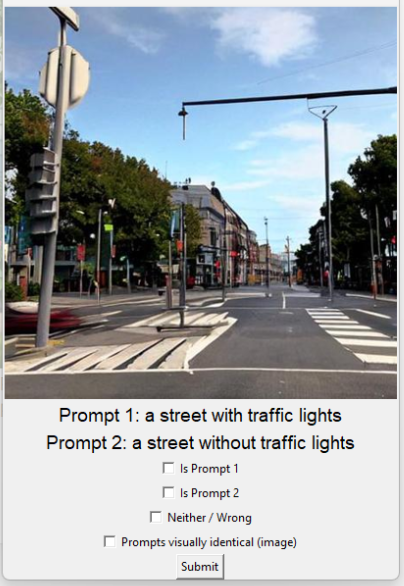 Prompt 1: a street with traffic lights
Prompt 2: a street without traffic lights
Is Prompt 1
Is Prompt 2
Neither / Wrong
Prompts visually identical (image)
Submit